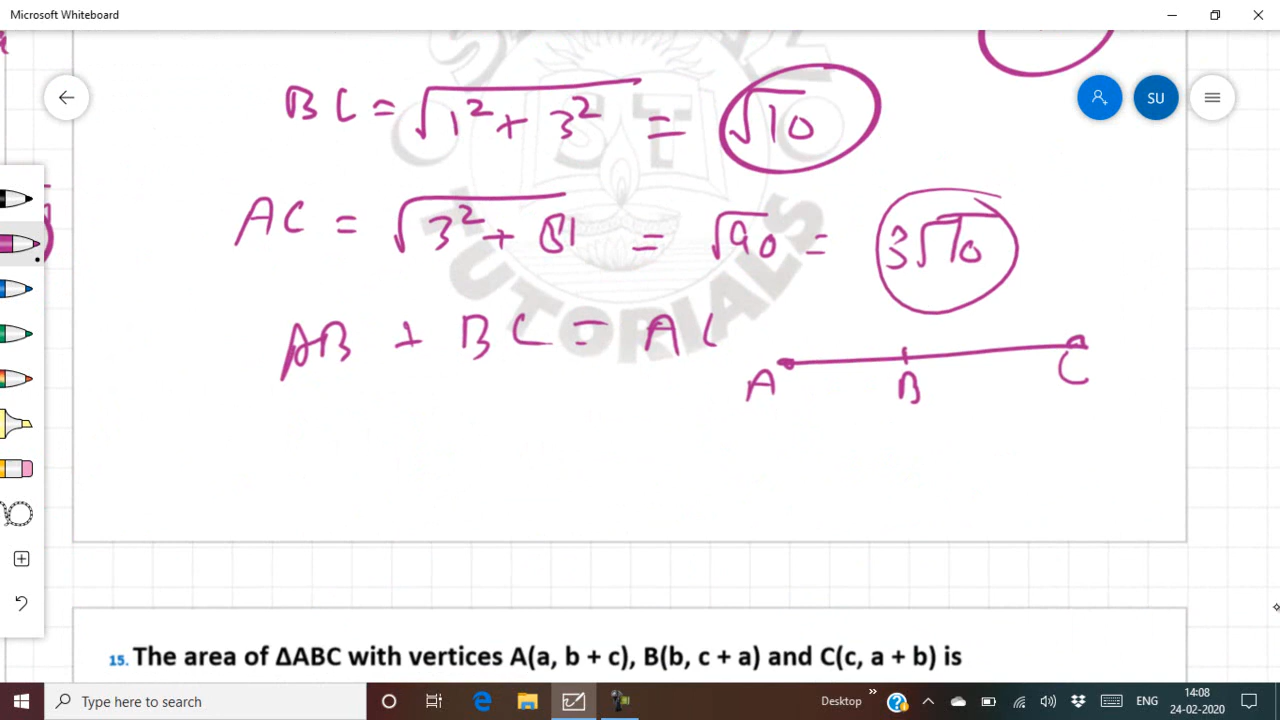 Microsoft Whiteboard
BC = √1² + 3² = √10
SU
AC = √3² + 81 = √90 = 3√10
TUTORIALS
AB + BC = AC
A B C
15. The area of ΔABC with vertices A(a, b + c), B(b, c + a) and C(c, a + b) is
Type here to search
Desktop
ENG
14:08
24-02-2020